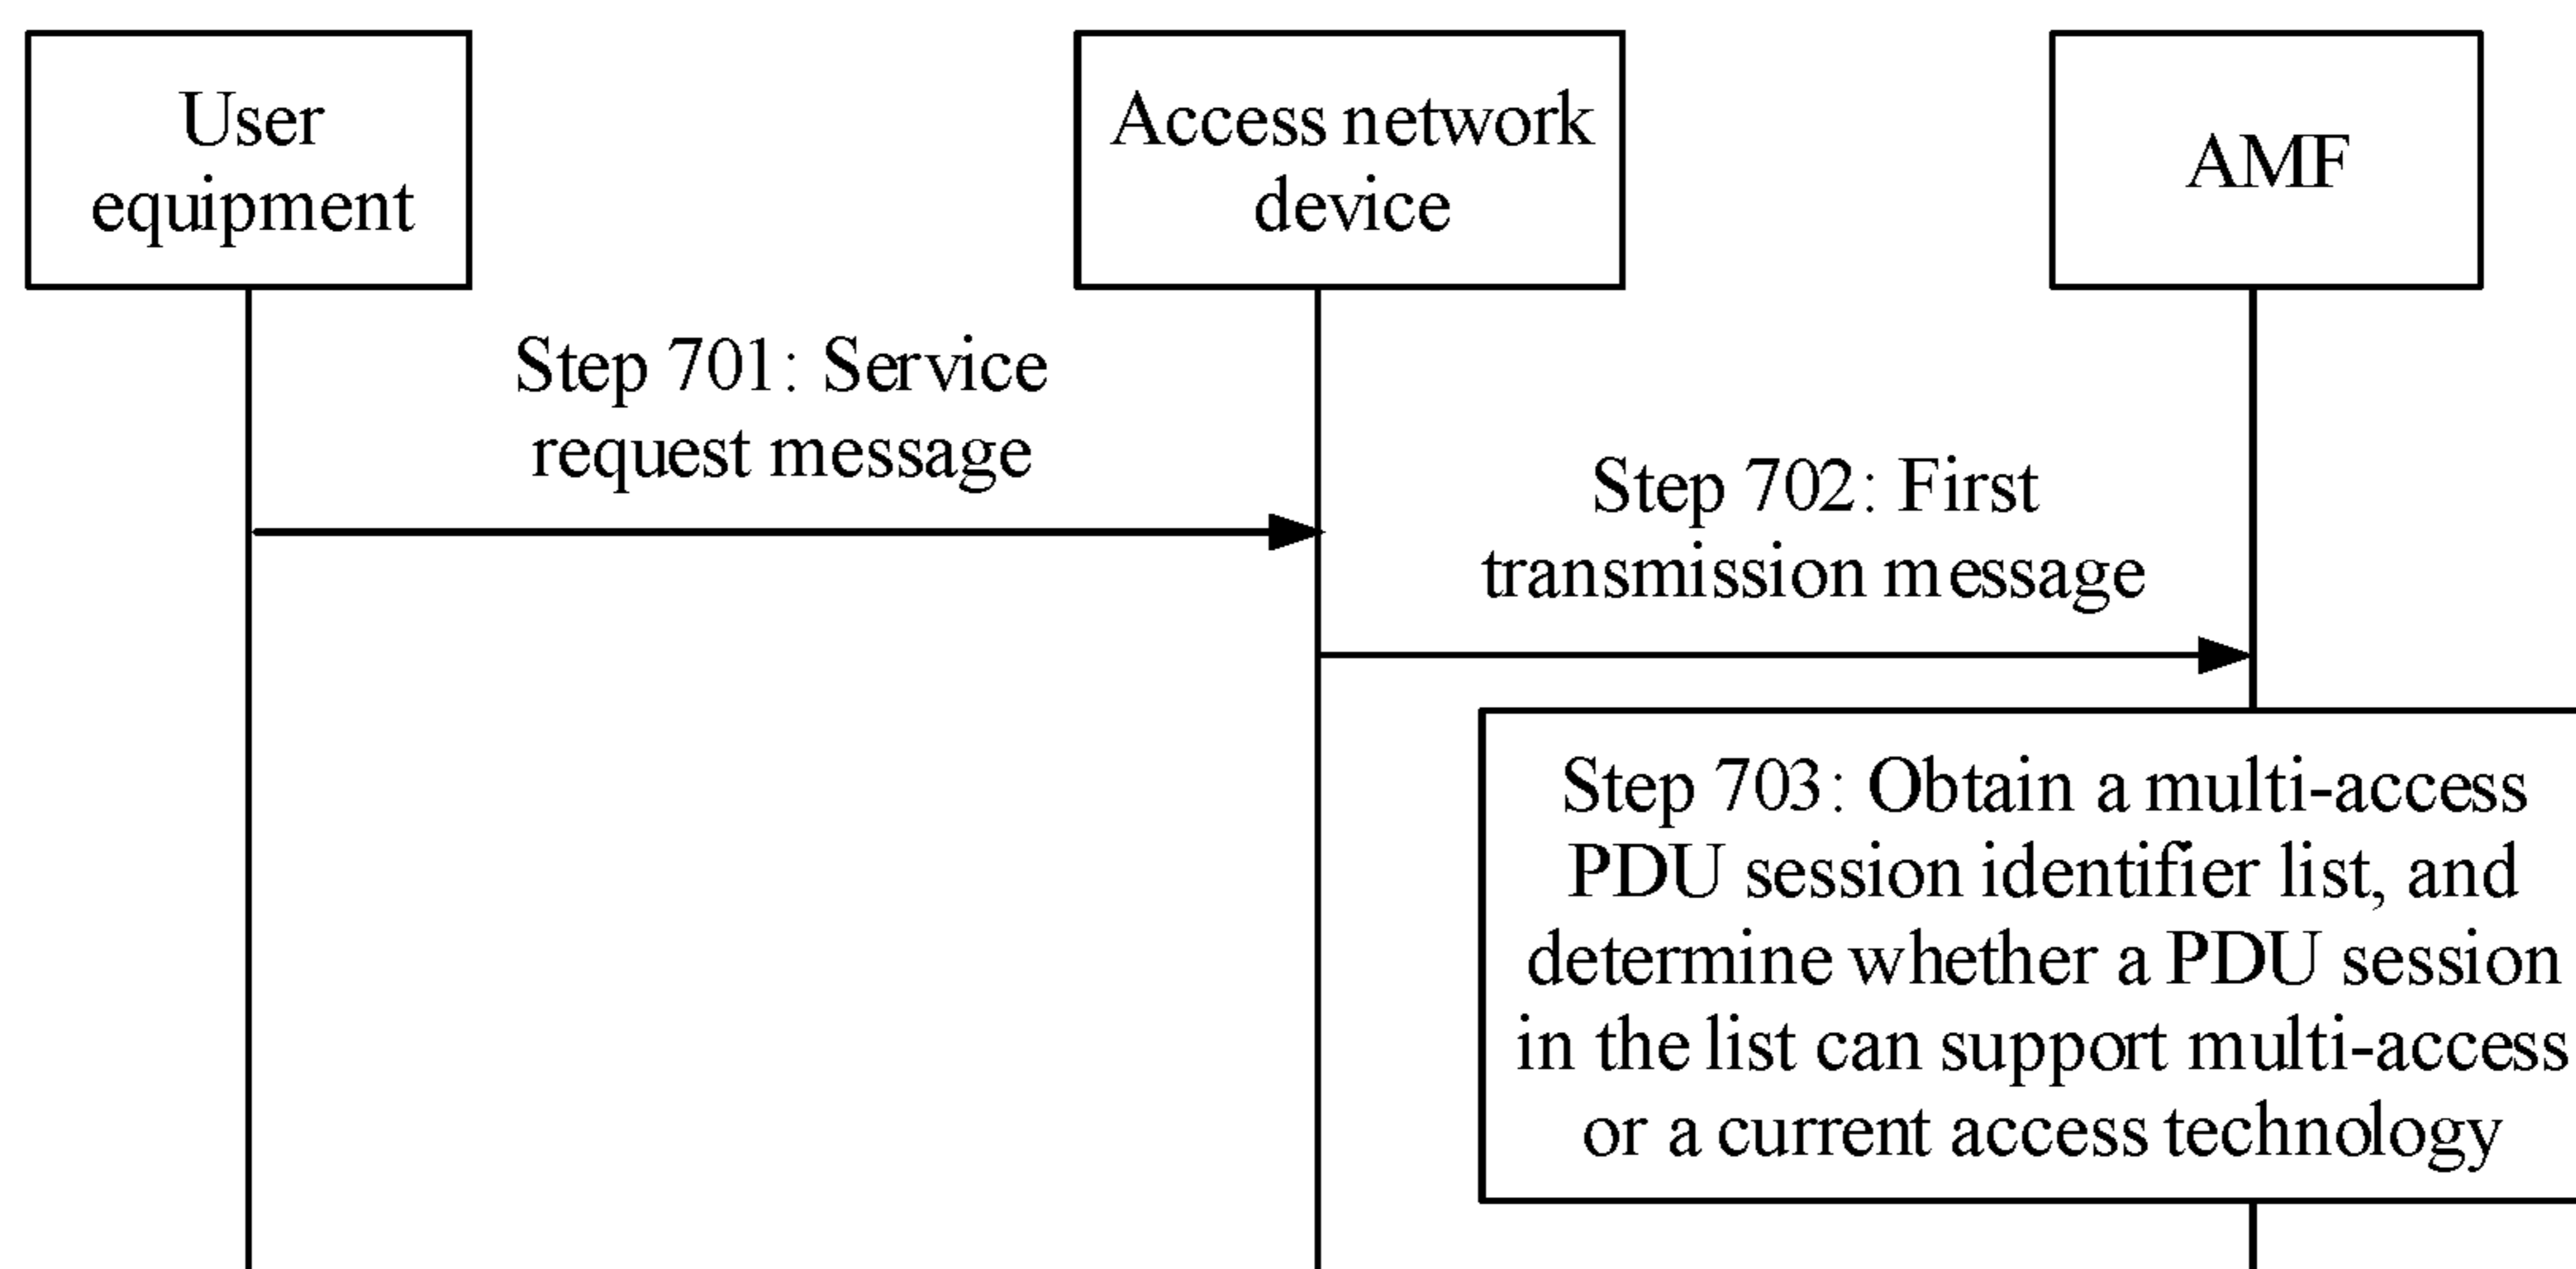 User
equipment
Access network
device
AMF
Step 701: Service
request message
Step 702: First
transmission message
Step 703: Obtain a multi-access
PDU session identifier list, and
determine whether a PDU session
in the list can support multi-access
or a current access technology